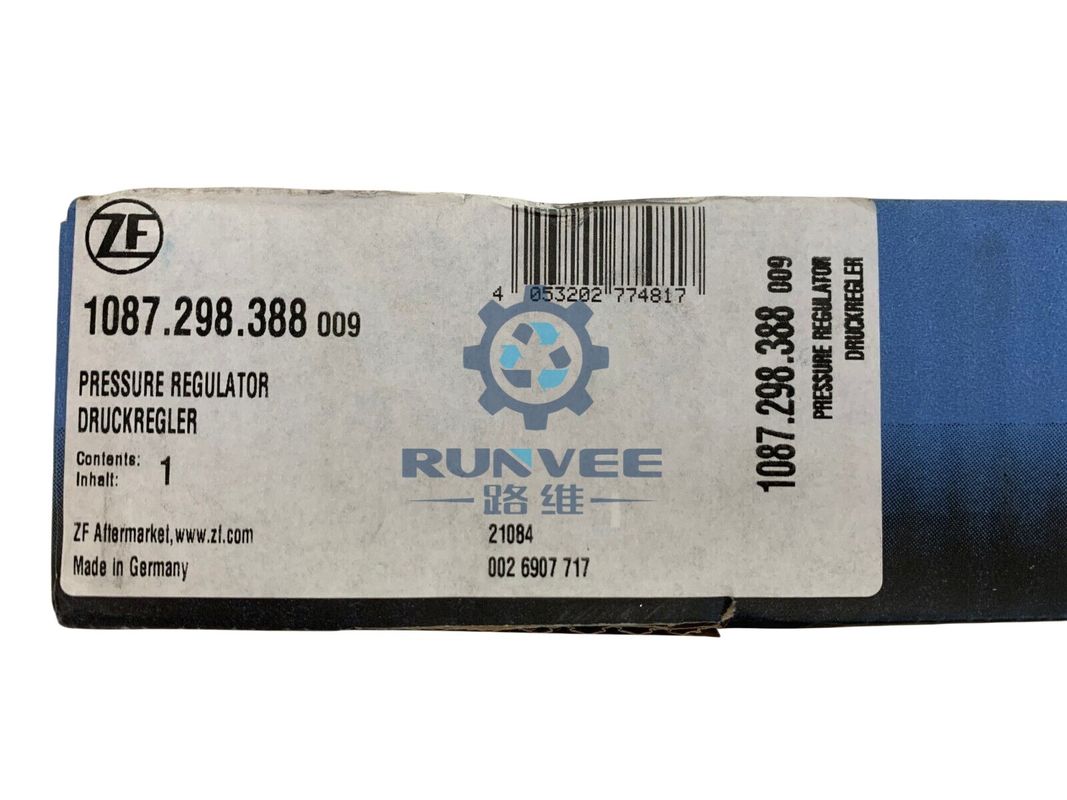 ZF
1087.298.388 009
PRESSURE REGULATOR
DRUCKREGLER
Contents:
Inhalt:
1
ZF Aftermarket,www.zf.com
Made in Germany
4 053202 774817
RUNVEE
路维
21084
002 6907 717
1087.298.388 009
PRESSURE REGULATOR
DRUCKREGLER